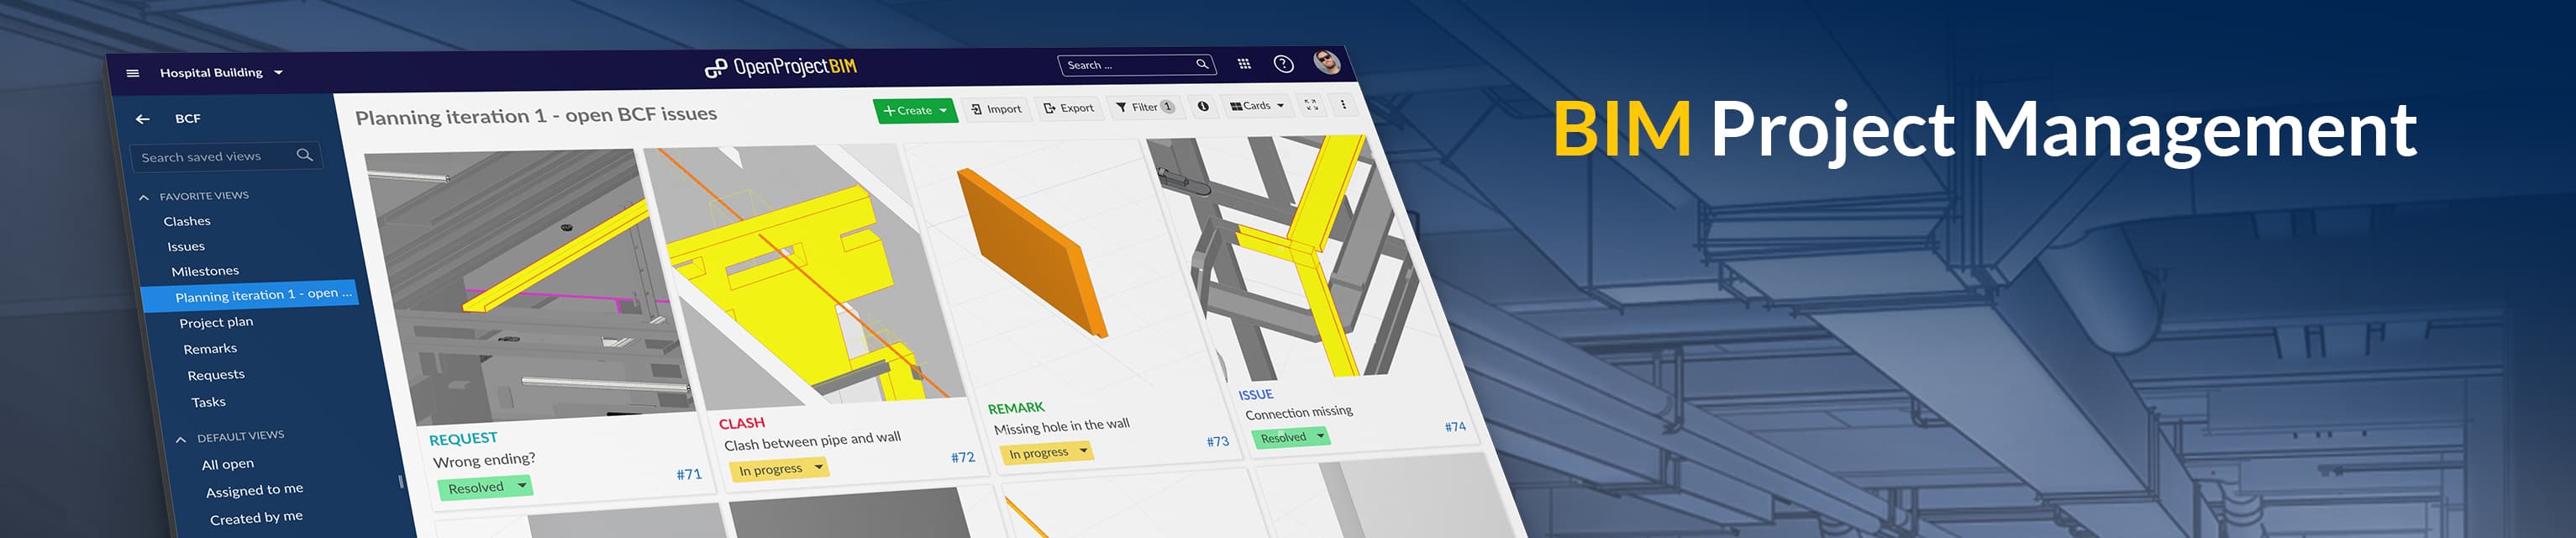 Hospital Building
OpenProjectBIM
Search ...
?
BCF
Search saved views
FAVORITE VIEWS
Clashes
Issues
Milestones
Planning iteration 1 - open ...
Project plan
Remarks
Requests
Tasks
DEFAULT VIEWS
All open
Assigned to me
Created by me
Planning iteration 1 - open BCF issues
+ Create
Import
Export
Filter 1
Cards
REQUEST
Wrong ending?
#71
Resolved
CLASH
Clash between pipe and wall
#72
In progress
REMARK
Missing hole in the wall
#73
In progress
ISSUE
Connection missing
#74
Resolved
BIM Project Management